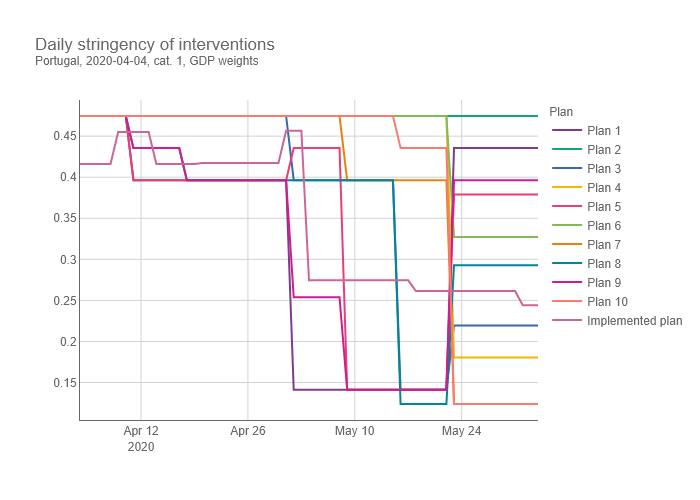 Daily stringency of interventions
Portugal, 2020-04-04, cat. 1, GDP weights
Plan
Plan 1
Plan 2
Plan 3
Plan 4
Plan 5
Plan 6
Plan 7
Plan 8
Plan 9
Plan 10
Implemented plan
0.45
0.4
0.35
0.3
0.25
0.2
0.15
Apr 12
2020
Apr 26
May 10
May 24